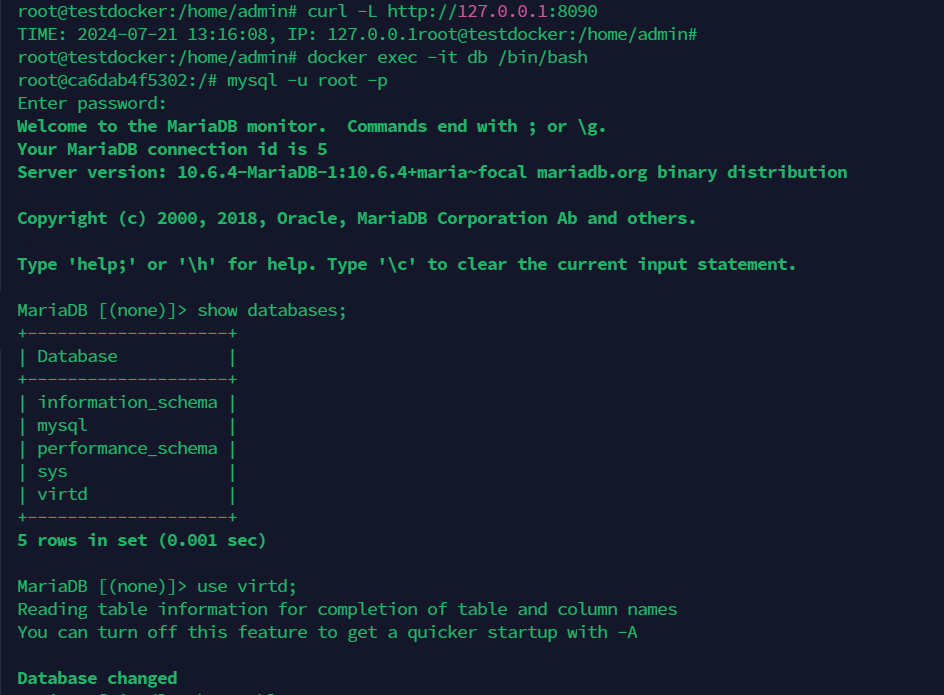 root@testdocker:/home/admin# curl -L http://127.0.0.1:8090
TIME: 2024-07-21 13:16:08, IP: 127.0.0.1root@testdocker:/home/admin#
root@testdocker:/home/admin# docker exec -it db /bin/bash
root@ca6dab4f5302:/# mysql -u root -p
Enter password:
Welcome to the MariaDB monitor.  Commands end with ; or \g.
Your MariaDB connection id is 5
Server version: 10.6.4-MariaDB-1:10.6.4+maria~focal mariadb.org binary distribution

Copyright (c) 2000, 2018, Oracle, MariaDB Corporation Ab and others.

Type 'help;' or '\h' for help. Type '\c' to clear the current input statement.

MariaDB [(none)]> show databases;
+--------------------+
| Database           |
+--------------------+
| information_schema |
| mysql              |
| performance_schema |
| sys                |
| virtd              |
+--------------------+
5 rows in set (0.001 sec)

MariaDB [(none)]> use virtd;
Reading table information for completion of table and column names
You can turn off this feature to get a quicker startup with -A

Database changed